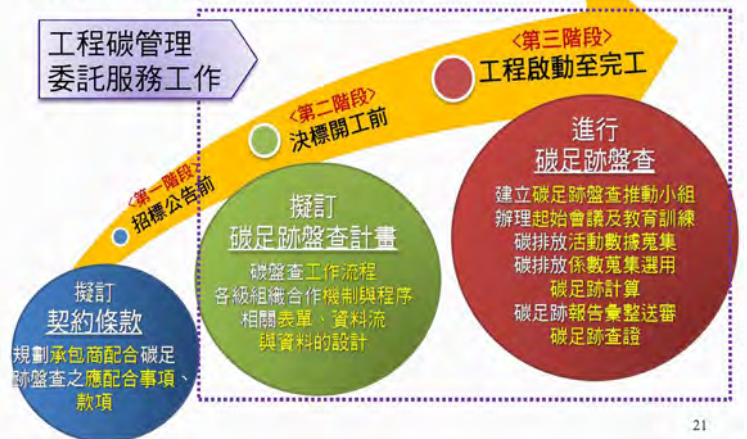 工程碳管理
委託服務工作
<第一階段>
招標公告前
<第二階段>
決標開工前
<第三階段>
工程啟動至完工
擬訂
契約條款
規劃承包商配合碳足
跡盤查之應配合事項、
款項
擬訂
碳足跡盤查計畫
碳盤查工作流程
各級組織合作機制與程序
相關表單、資料流
與資料的設計
進行
碳足跡盤查
建立碳足跡盤查推動小組
辦理起始會議及教育訓練
碳排放活動數據蒐集
碳排放係數蒐集選用
碳足跡計算
碳足跡報告彙整送審
碳足跡查證
21